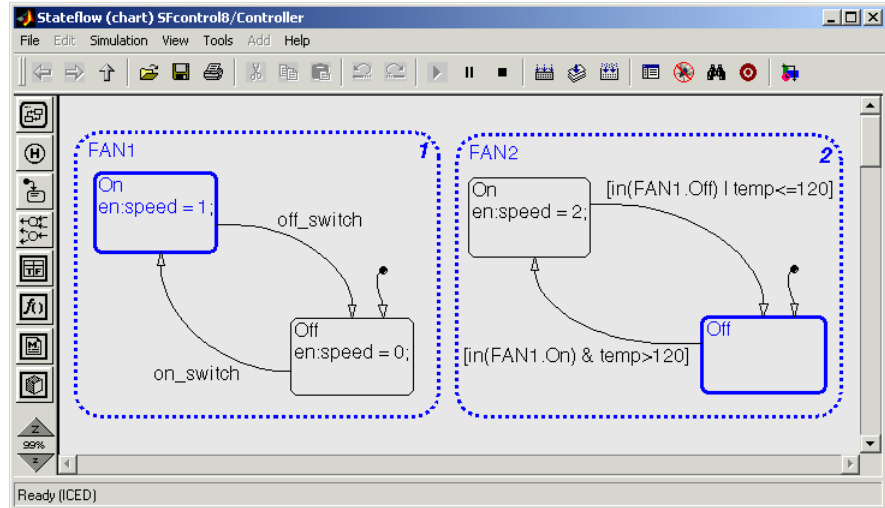 Stateflow (chart) SFcontrol8/Controller
File Edit Simulation View Tools Add Help
FAN1
1
On
en:speed = 1;
off_switch
Off
en:speed = 0;
on_switch
FAN2
2
On
en:speed = 2;
[in(FAN1.Off) | temp<=120]
Off
[in(FAN1.On) & temp>120]
H
TF
f()
M
Z
99%
z
Ready (ICED)